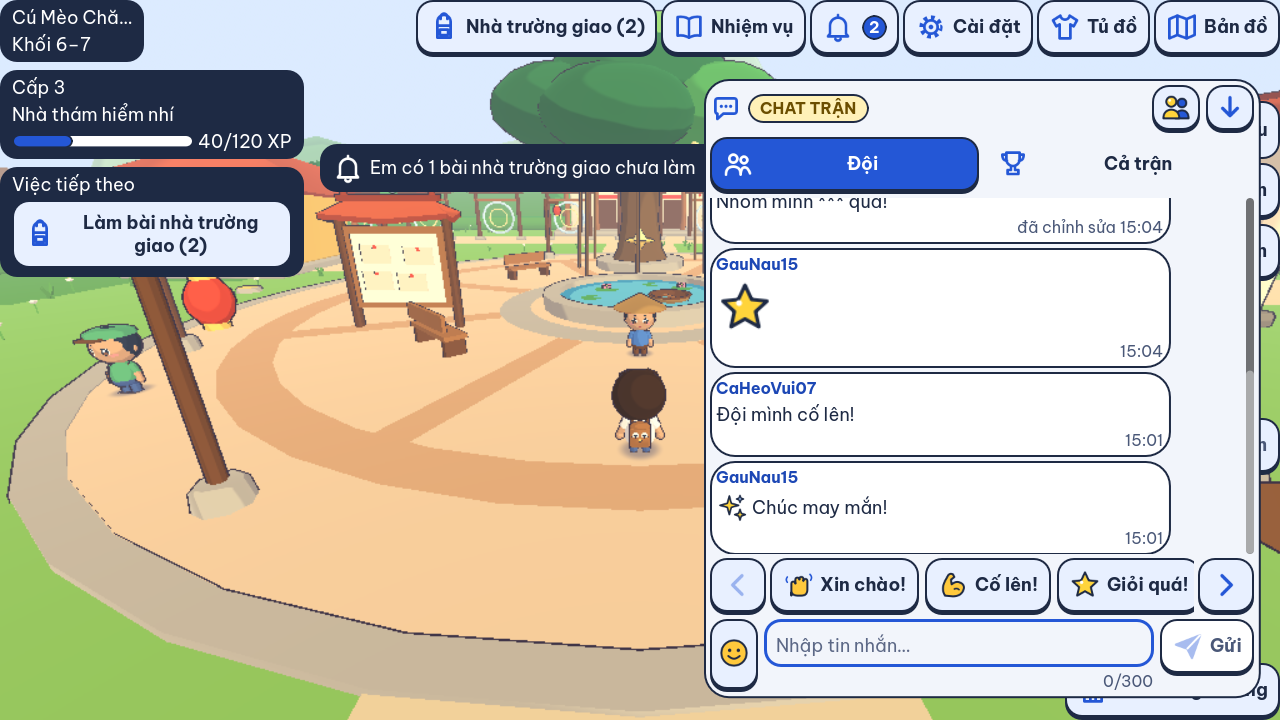 Cú Mèo Chă...
Khối 6–7
Nhà trường giao (2)
Nhiệm vụ
2
Cài đặt
Tủ đồ
Bản đồ
Cấp 3
Nhà thám hiểm nhí
40/120 XP
Em có 1 bài nhà trường giao chưa làm
Việc tiếp theo
Làm bài nhà trường
giao (2)
CHAT TRẬN
Đội
Cả trận
Nhóm mình ^^^ quá!
đã chỉnh sửa 15:04
GauNau15
15:04
CaHeoVui07
Đội mình cố lên!
15:01
GauNau15
Chúc may mắn!
15:01
Xin chào!
Cố lên!
Giỏi quá!
Nhập tin nhắn...
Gửi
0/300